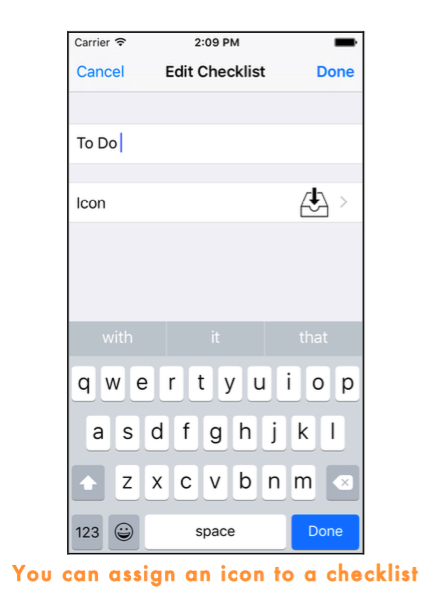 Carrier 2:09 PM
Cancel Edit Checklist Done
To Do
Icon
with it that
q w e r t y u i o p
a s d f g h j k l
z x c v b n m
123 space Done
You can assign an icon to a checklist